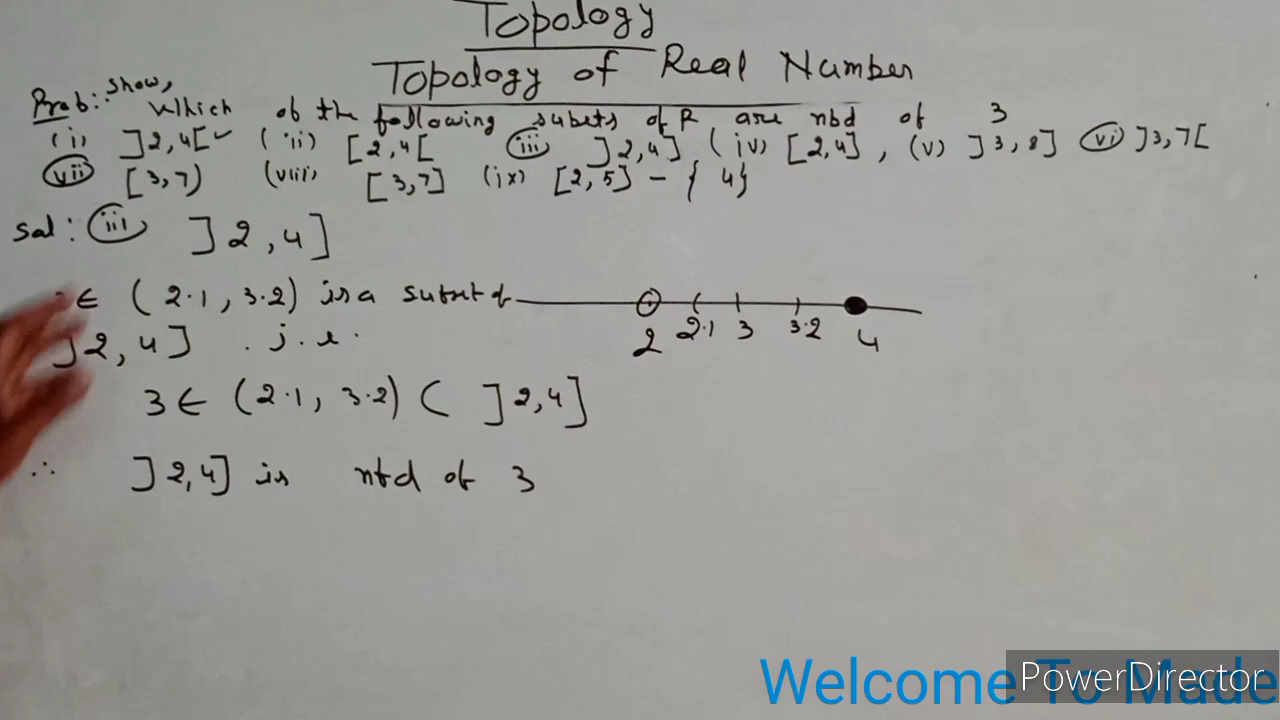 Topology
Topology of Real Number
Prob:- show, which of the following subsets of R are nbd of 3
(i) ]2,4[ ✓ (ii) [2,4[ (iii) ]2,4] (iv) [2,4] , (v) ]3,8] (vi) ]3,7[
(vii) [3,7) (viii) [3,7] (ix) [2,5] - { 4}
Sol: (iii) ]2,4]
∈ (2.1, 3.2) is a subset of
]2,4] . i.e.
2 2.1 3 3.2 4
3 ∈ (2.1, 3.2) ( ]2,4]
∴ ]2,4] is nbd of 3
Welcome To Made
PowerDirector